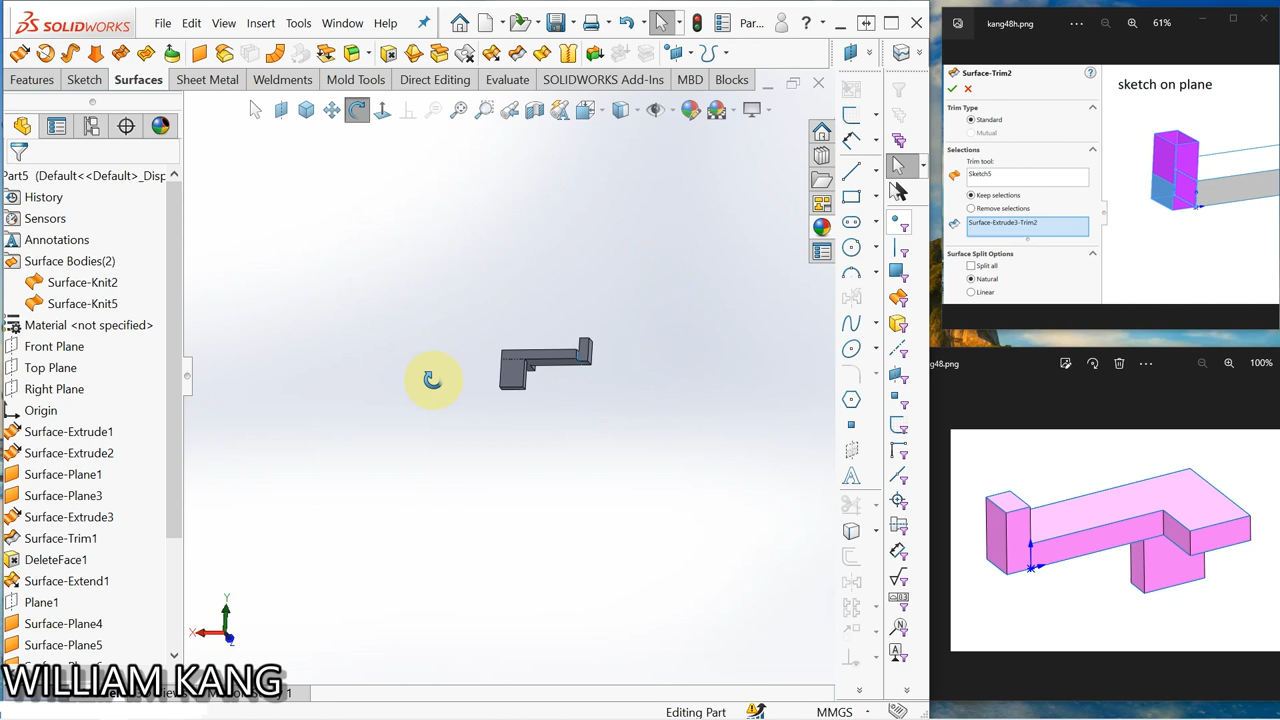 SOLIDWORKS
File
Edit
View
Insert
Tools
Window
Help
Par...
?
Features
Sketch
Surfaces
Sheet Metal
Weldments
Mold Tools
Direct Editing
Evaluate
SOLIDWORKS Add-Ins
MBD
Blocks
Part5 (Default<<Default>_Disp
History
Sensors
Annotations
Surface Bodies(2)
Surface-Knit2
Surface-Knit5
Material <not specified>
Front Plane
Top Plane
Right Plane
Origin
Surface-Extrude1
Surface-Extrude2
Surface-Plane1
Surface-Plane3
Surface-Extrude3
Surface-Trim1
DeleteFace1
Surface-Extend1
Plane1
Surface-Plane4
Surface-Plane5
Y
X
Z
WILLIAM KANG
Editing Part
MMGS
kang48h.png
61%
Surface-Trim2
Trim Type
Standard
Mutual
Selections
Trim tool:
Sketch5
Keep selections
Remove selections
Surface-Extrude3-Trim2
Surface Split Options
Split all
Natural
Linear
sketch on plane
ng48.png